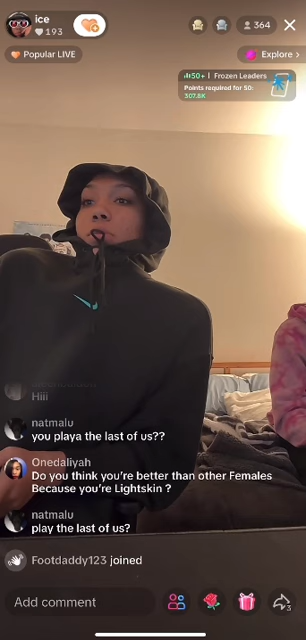 ice
193
364
Popular LIVE
Explore >
50+ | Frozen Leaders
Points required for 50:
307.8K
Hiii
natmalu
you playa the last of us??
Onedaliyah
Do you think you're better than other Females
Because you're Lightskin ?
natmalu
play the last of us?
Footdaddy123 joined
Add comment
3